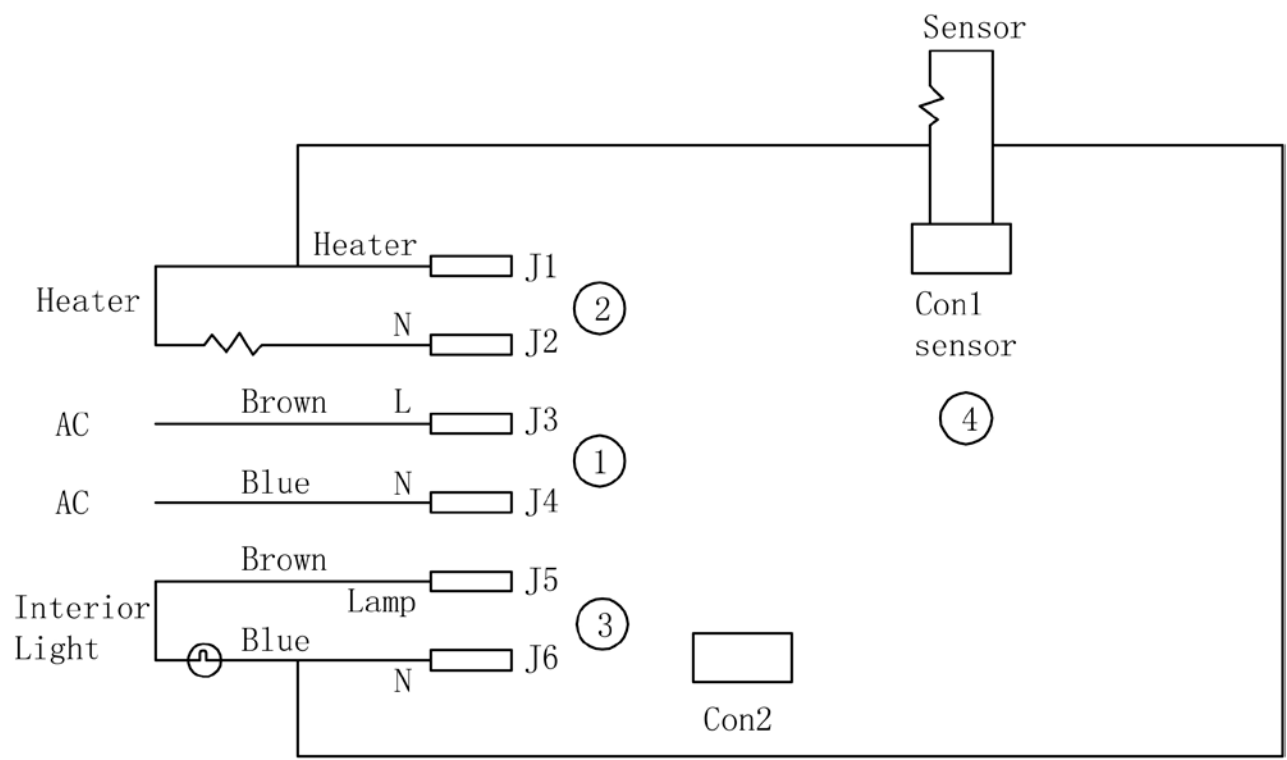 Sensor
Heater
J1
Heater
2
N
J2
Con1
sensor
Brown
L
J3
AC
4
1
Blue
N
J4
AC
Brown
J5
Lamp
Interior
Light
3
Blue
J6
N
Con2